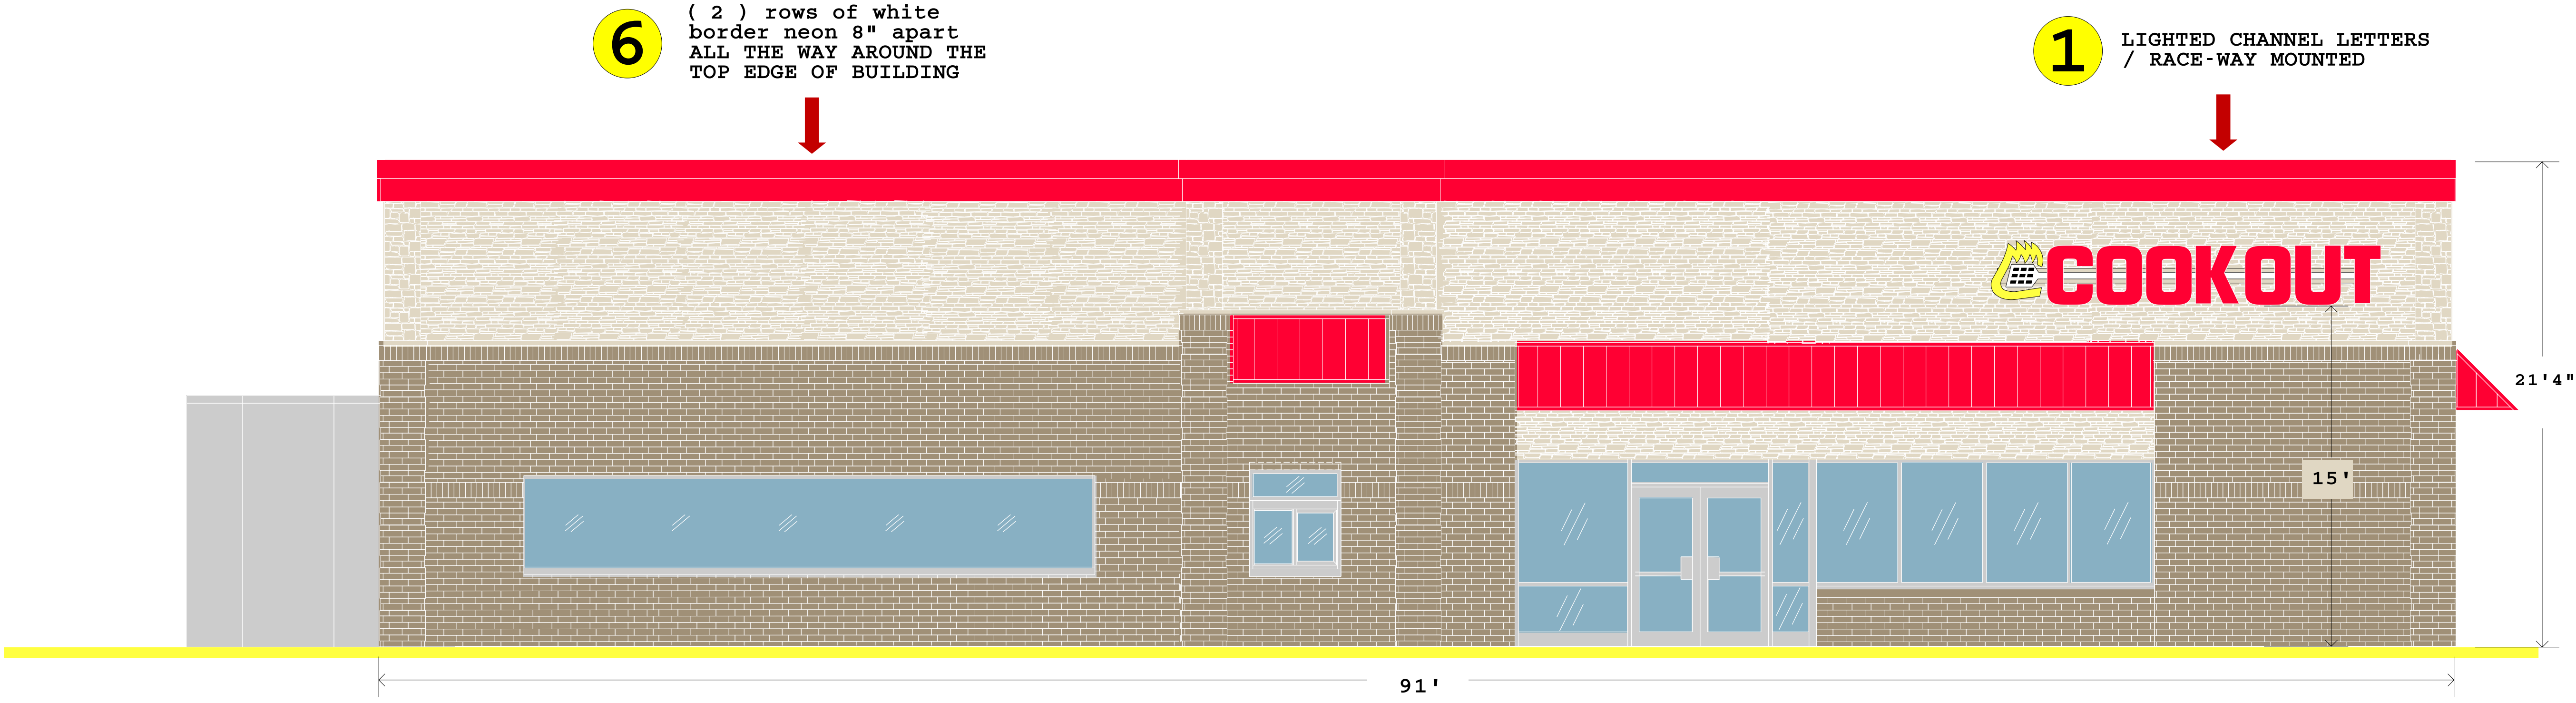 6
( 2 ) rows of white
border neon 8" apart
ALL THE WAY AROUND THE
TOP EDGE OF BUILDING
1
LIGHTED CHANNEL LETTERS
/ RACE-WAY MOUNTED
COOKOUT
21'4"
15'
91'